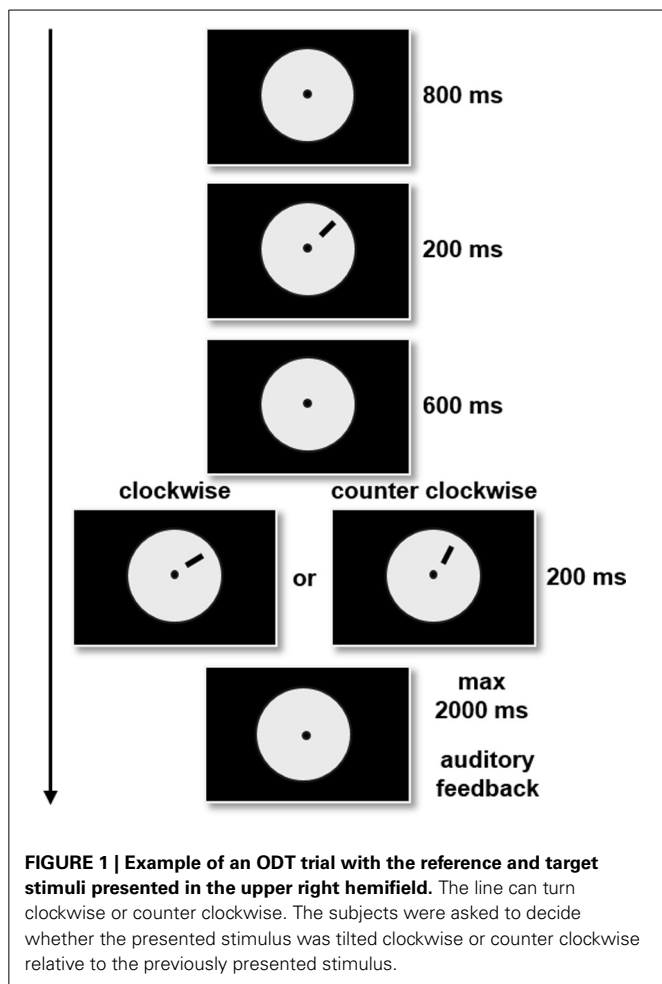 800 ms
200 ms
600 ms
clockwise
counter clockwise
or
200 ms
max
2000 ms
auditory
feedback
FIGURE 1 | Example of an ODT trial with the reference and target
stimuli presented in the upper right hemifield. The line can turn
clockwise or counter clockwise. The subjects were asked to decide
whether the presented stimulus was tilted clockwise or counter clockwise
relative to the previously presented stimulus.